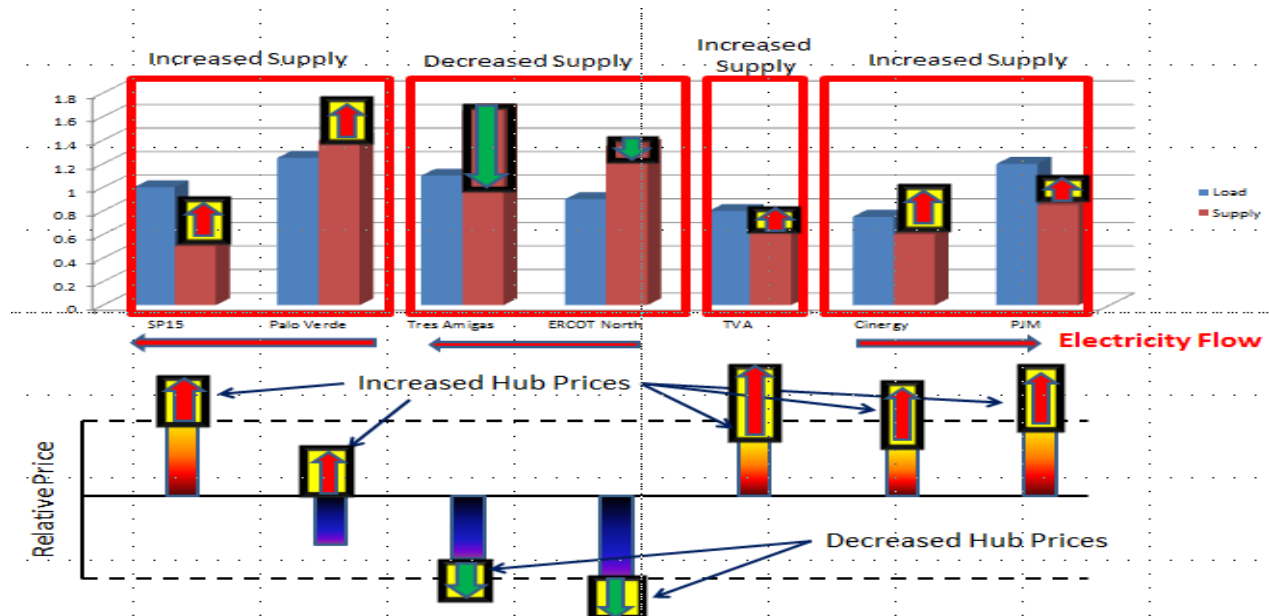 Increased Supply
Decreased Supply
Increased
Supply
Increased Supply
1.8
1.6
1.4
1.2
1
0.8
0.6
0.4
0.2
0
Load
Supply
SP15
Palo Verde
Tres Amigas
ERCOT North
TVA
Cinergy
PJM
Electricity Flow
Increased Hub Prices
Relative Price
Decreased Hub Prices